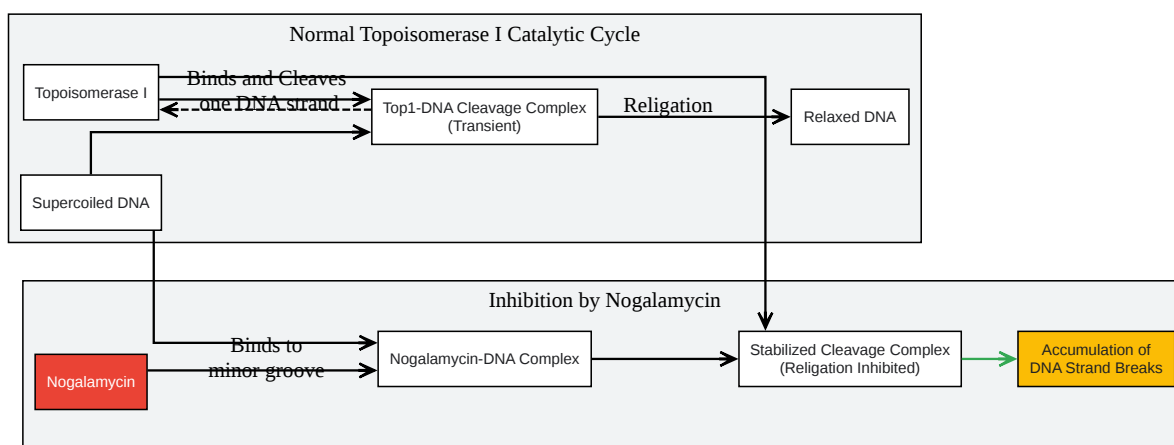 Normal Topoisomerase I Catalytic Cycle
Topoisomerase I
Binds and Cleaves
one DNA strand
Top1-DNA Cleavage Complex
(Transient)
Religation
Relaxed DNA
Supercoiled DNA
Inhibition by Nogalamycin
Nogalamycin
Binds to
minor groove
Nogalamycin-DNA Complex
Stabilized Cleavage Complex
(Religation Inhibited)
Accumulation of
DNA Strand Breaks